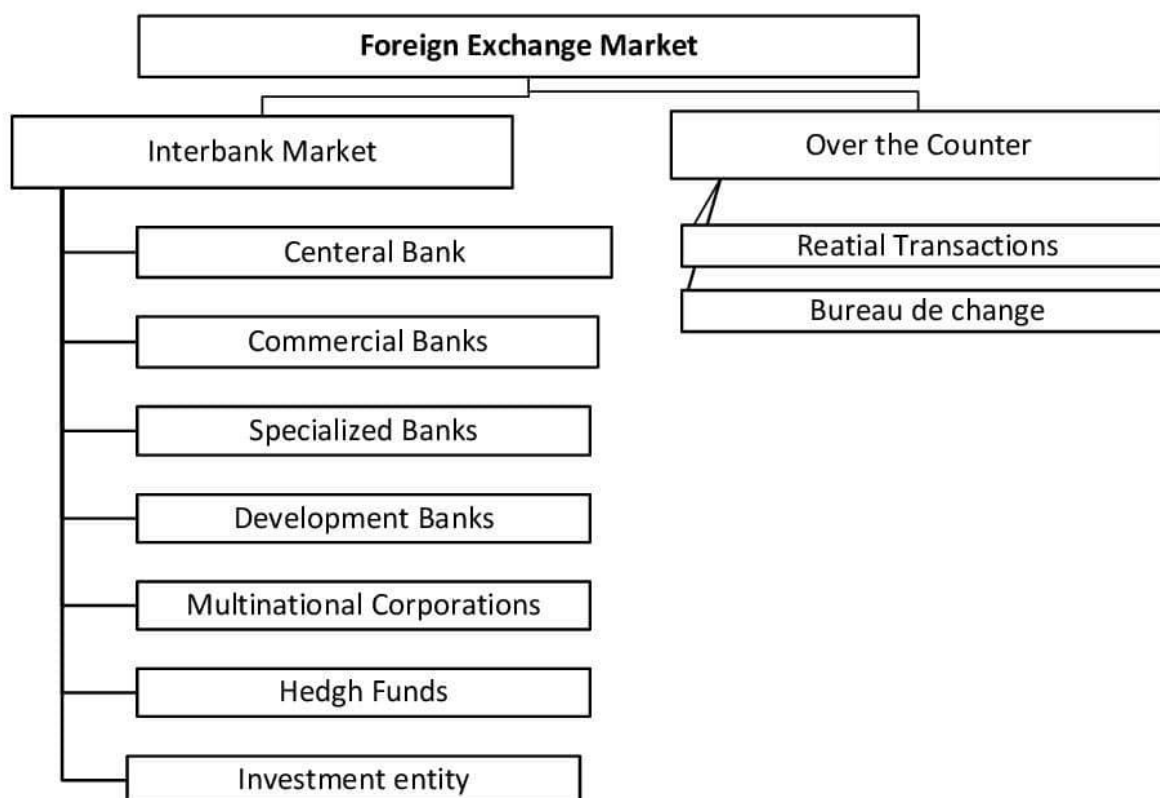 Foreign Exchange Market
Interbank Market
Over the Counter
Centeral Bank
Reatial Transactions
Commercial Banks
Bureau de change
Specialized Banks
Development Banks
Multinational Corporations
Hedgh Funds
Investment entity